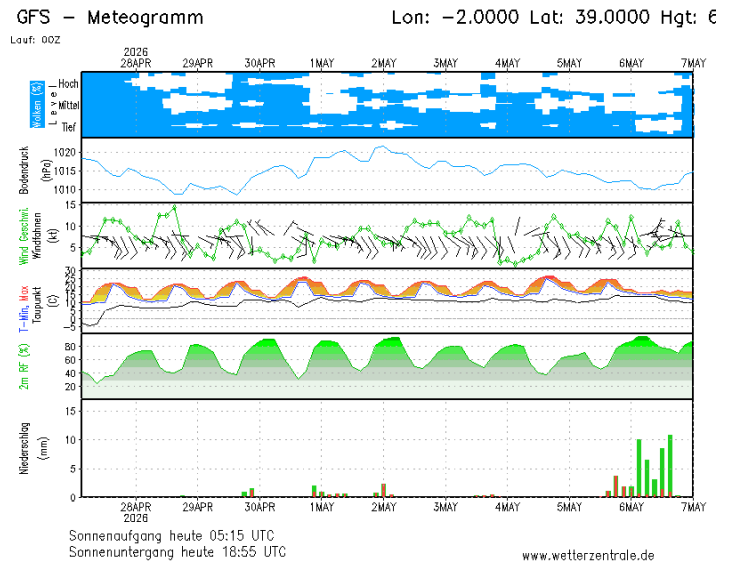 GFS – Meteogramm
Lon: −2.0000 Lat: 39.0000 Hgt: 6
Lauf: 00Z
2026
28APR 29APR 30APR 1MAY 2MAY 3MAY 4MAY 5MAY 6MAY 7MAY
Wolken (%)
Level
Hoch
Mittel
Tief
Bodendruck
(hPa)
1020
1015
1010
Wind Geschwi.
Windfahnen
(kt)
15
10
5
T-Min, Max
Taupunkt
(C)
30
25
20
15
10
5
0
−5
2m RF (%)
80
60
40
20
Niederschlag
(mm)
15
10
5
0
28APR 29APR 30APR 1MAY 2MAY 3MAY 4MAY 5MAY 6MAY 7MAY
2026
Sonnenaufgang heute 05:15 UTC
Sonnenuntergang heute 18:55 UTC
www.wetterzentrale.de